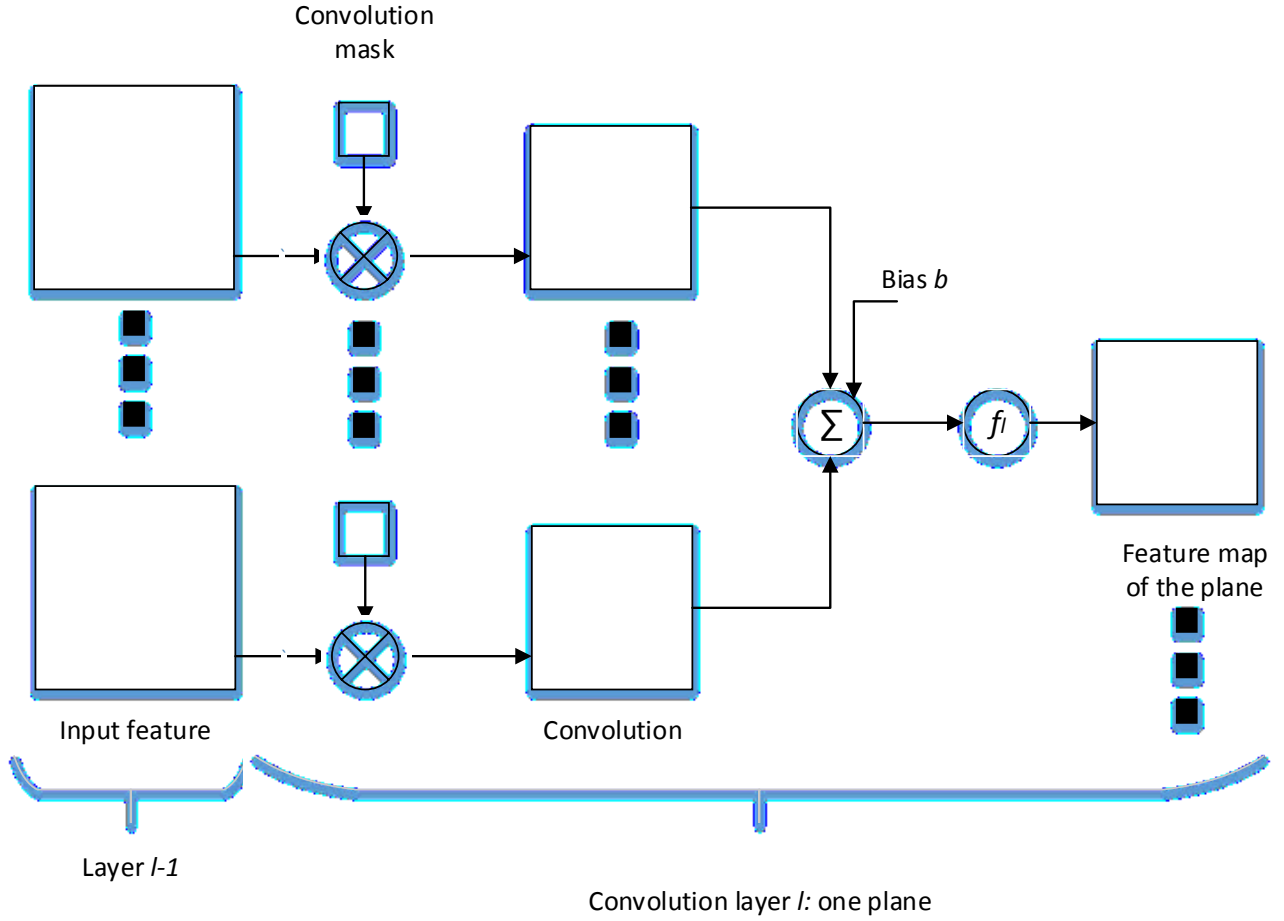 Convolution
mask
Bias b
∑
fl
Feature map
of the plane
Input feature
Convolution
Layer l-1
Convolution layer l: one plane